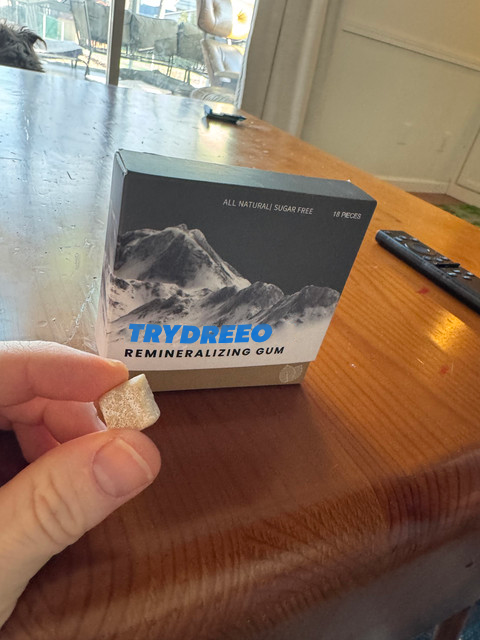 ALL NATURAL| SUGAR FREE 18 PIECES
TRYDREEO
REMINERALIZING GUM